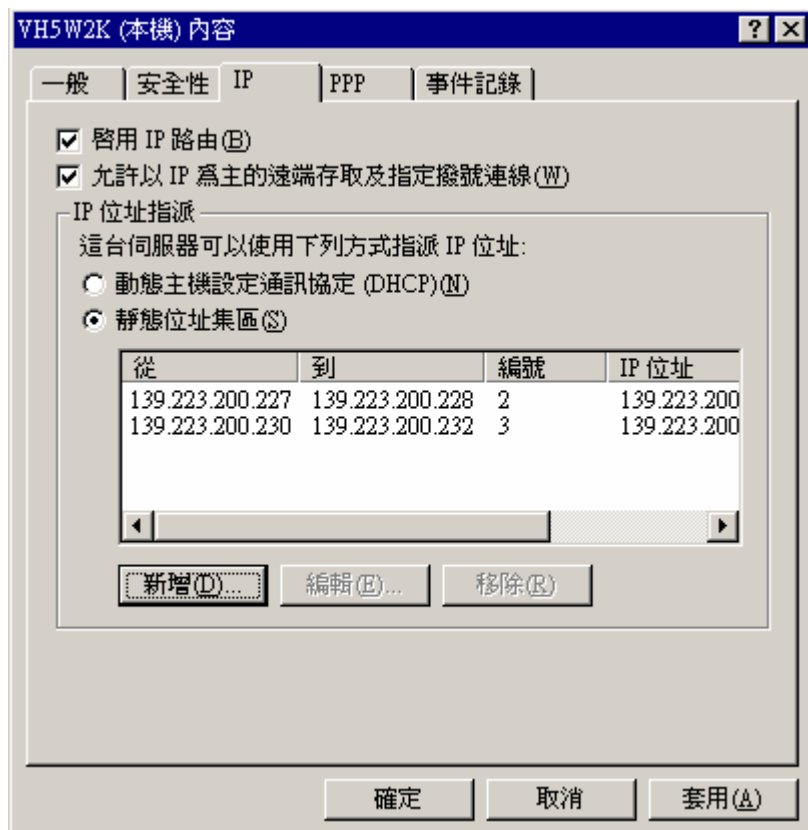 VH5W2K (本機) 內容
一般 安全性 IP PPP 事件記錄
啓用 IP 路由(B)
允許以 IP 爲主的遠端存取及指定撥號連線(W)
IP 位址指派
這台伺服器可以使用下列方式指派 IP 位址:
動態主機設定通訊協定 (DHCP)(N)
靜態位址集區(S)
從 到 編號 IP 位址
139.223.200.227 139.223.200.228 2 139.223.200
139.223.200.230 139.223.200.232 3 139.223.200
新增(D)... 編輯(E)... 移除(R)
確定 取消 套用(A)